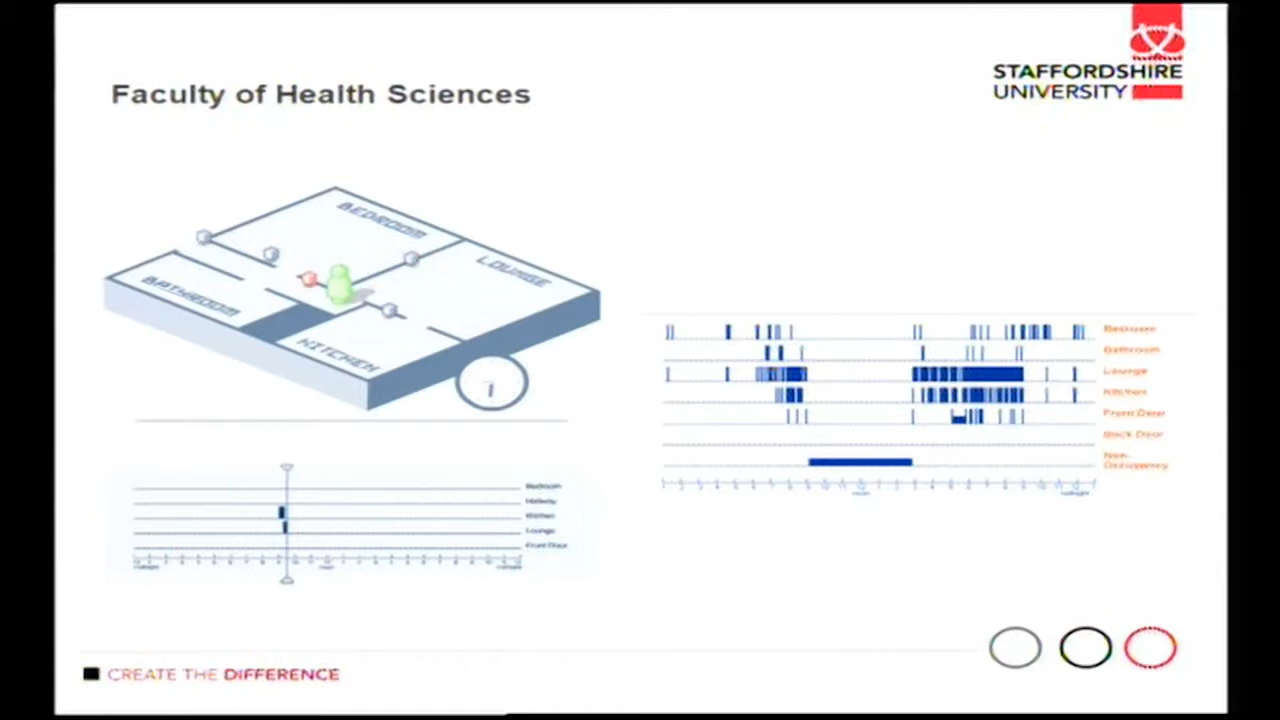 STAFFORDSHIRE
UNIVERSITY
Faculty of Health Sciences
BEDROOM
LOUNGE
BATHROOM
KITCHEN
Bedroom
Bathroom
Lounge
Kitchen
Front Door
Back Door
Non-
Occupancy
Bedroom
Hallway
Kitchen
Lounge
Front Door
CREATE THE DIFFERENCE